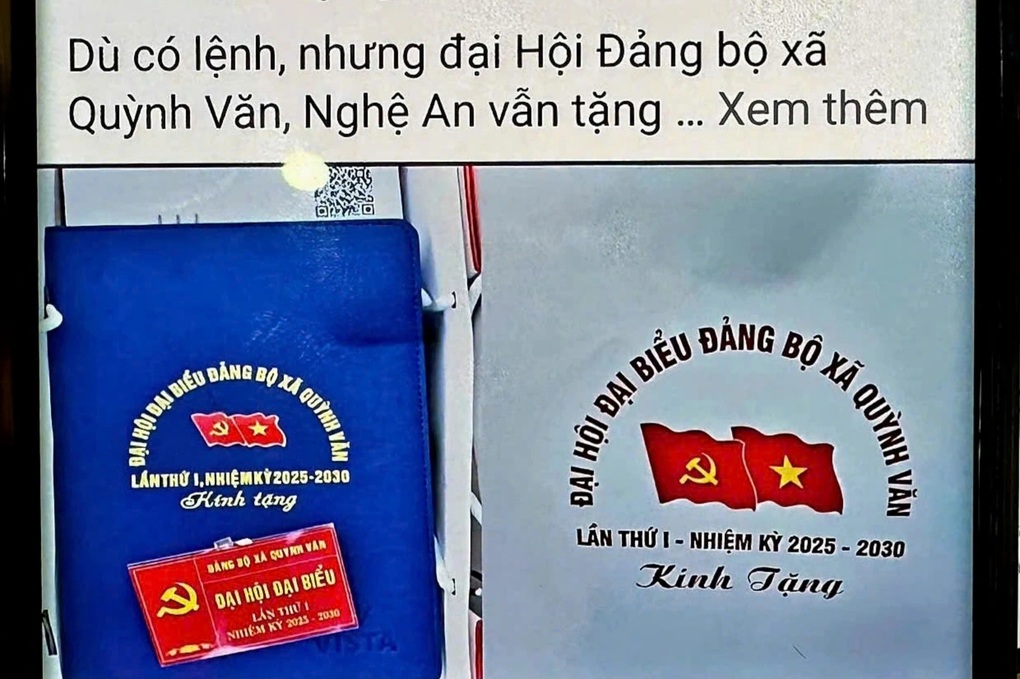 Dù có lệnh, nhưng đại Hội Đảng bộ xã
Quỳnh Văn, Nghệ An vẫn tặng ... Xem thêm
ĐẠI HỘI ĐẠI BIỂU ĐẢNG BỘ XÃ QUỲNH VĂN
LẦN THỨ I, NHIỆM KỲ 2025-2030
Kính tặng
ĐẢNG BỘ XÃ QUỲNH VĂN
ĐẠI HỘI ĐẠI BIỂU
LẦN THỨ I
NHIỆM KỲ 2025 - 2030
VISTA
ĐẠI HỘI ĐẠI BIỂU ĐẢNG BỘ XÃ QUỲNH VĂN
LẦN THỨ I - NHIỆM KỲ 2025 - 2030
Kính Tặng